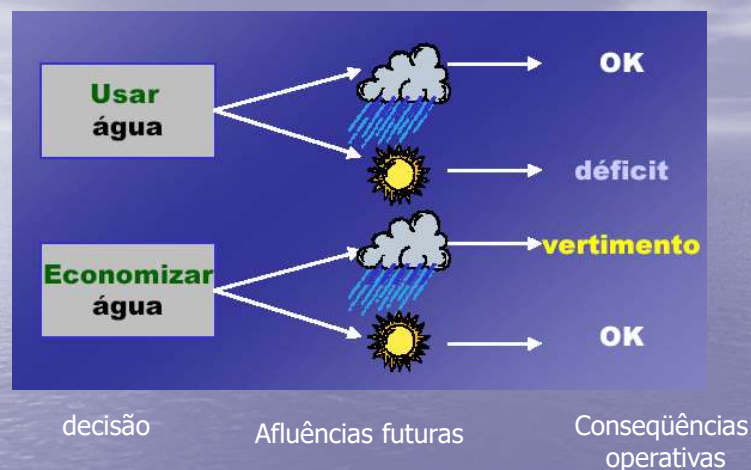 Usar
água
OK
déficit
Economizar
água
vertimento
OK
decisão
Afluências futuras
Conseqüências
operativas